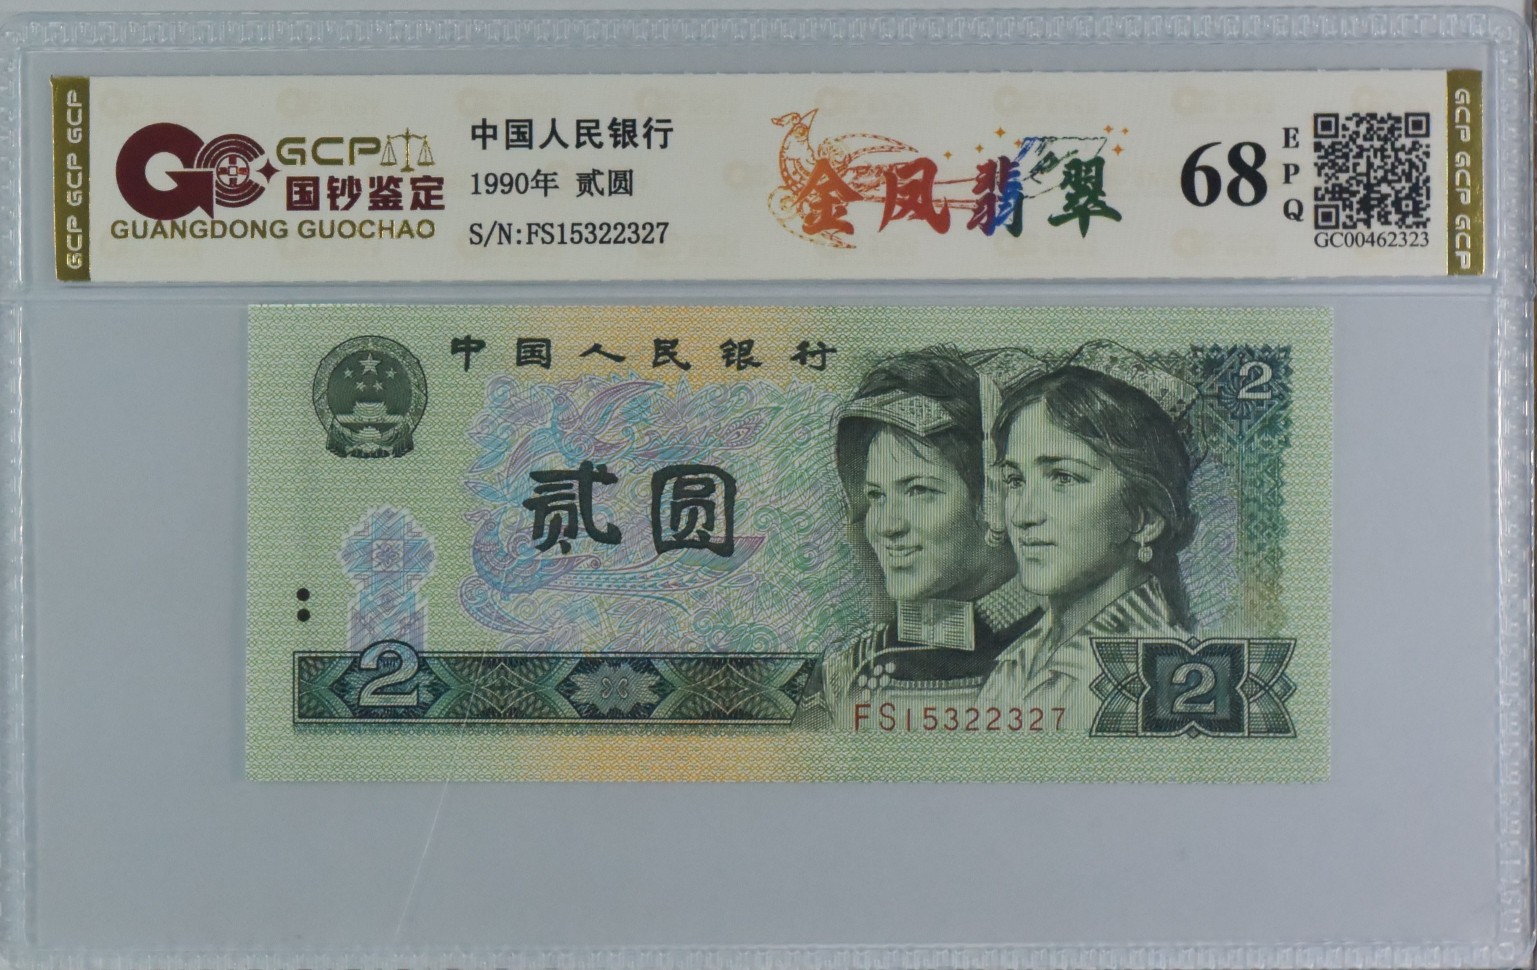 GCP GCP GCP
GCP
国钞鉴定
GUANGDONG GUOCHAO
中国人民银行
1990年 贰圆
S/N:FS15322327
金凤翡翠
68
EPQ
GC00462323
GCP GCP GCP
中国人民银行
2
贰圆
2
2
FS15322327